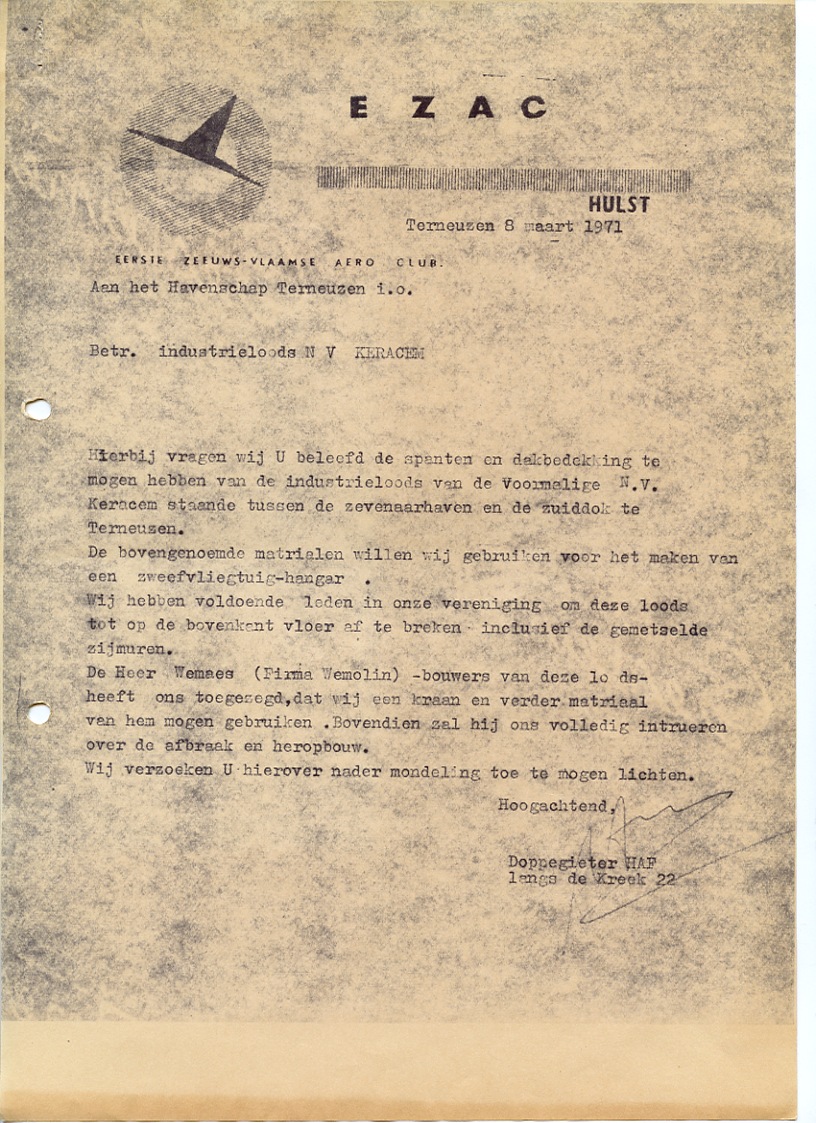 E Z A C
HULST
Terneuzen 8 maart 1971
EERSTE ZEEUWS-VLAAMSE AERO CLUB.
Aan het Havenschap Terneuzen i.o.
Betr. industrieloods N V KERACEM
Hierbij vragen wij U beleefd de spanten en dakbedekking te
mogen hebben van de industrieloods van de Voormalige N.V.
Keracem staande tussen de zevenaarhaven en de zuiddok te
Terneuzen.
De bovengenoemde matrialen willen wij gebruiken voor het maken van
een zweefvliegtuig-hangar .
Wij hebben voldoende leden in onze vereniging om deze loods
tot op de bovenkant vloer af te breken inclusief de gemetselde
zijmuren.
De Heer Wemaes (Firma Wemolin) -bouwers van deze lo ds-
heeft ons toegezegd,dat wij een kraan en verder matriaal
van hem mogen gebruiken .Bovendien zal hij ons volledig intrueren
over de afbraak en heropbouw.
Wij verzoeken U hierover nader mondeling toe te mogen lichten.
Hoogachtend,
Doppegieter HAF
langs de Kreek 22